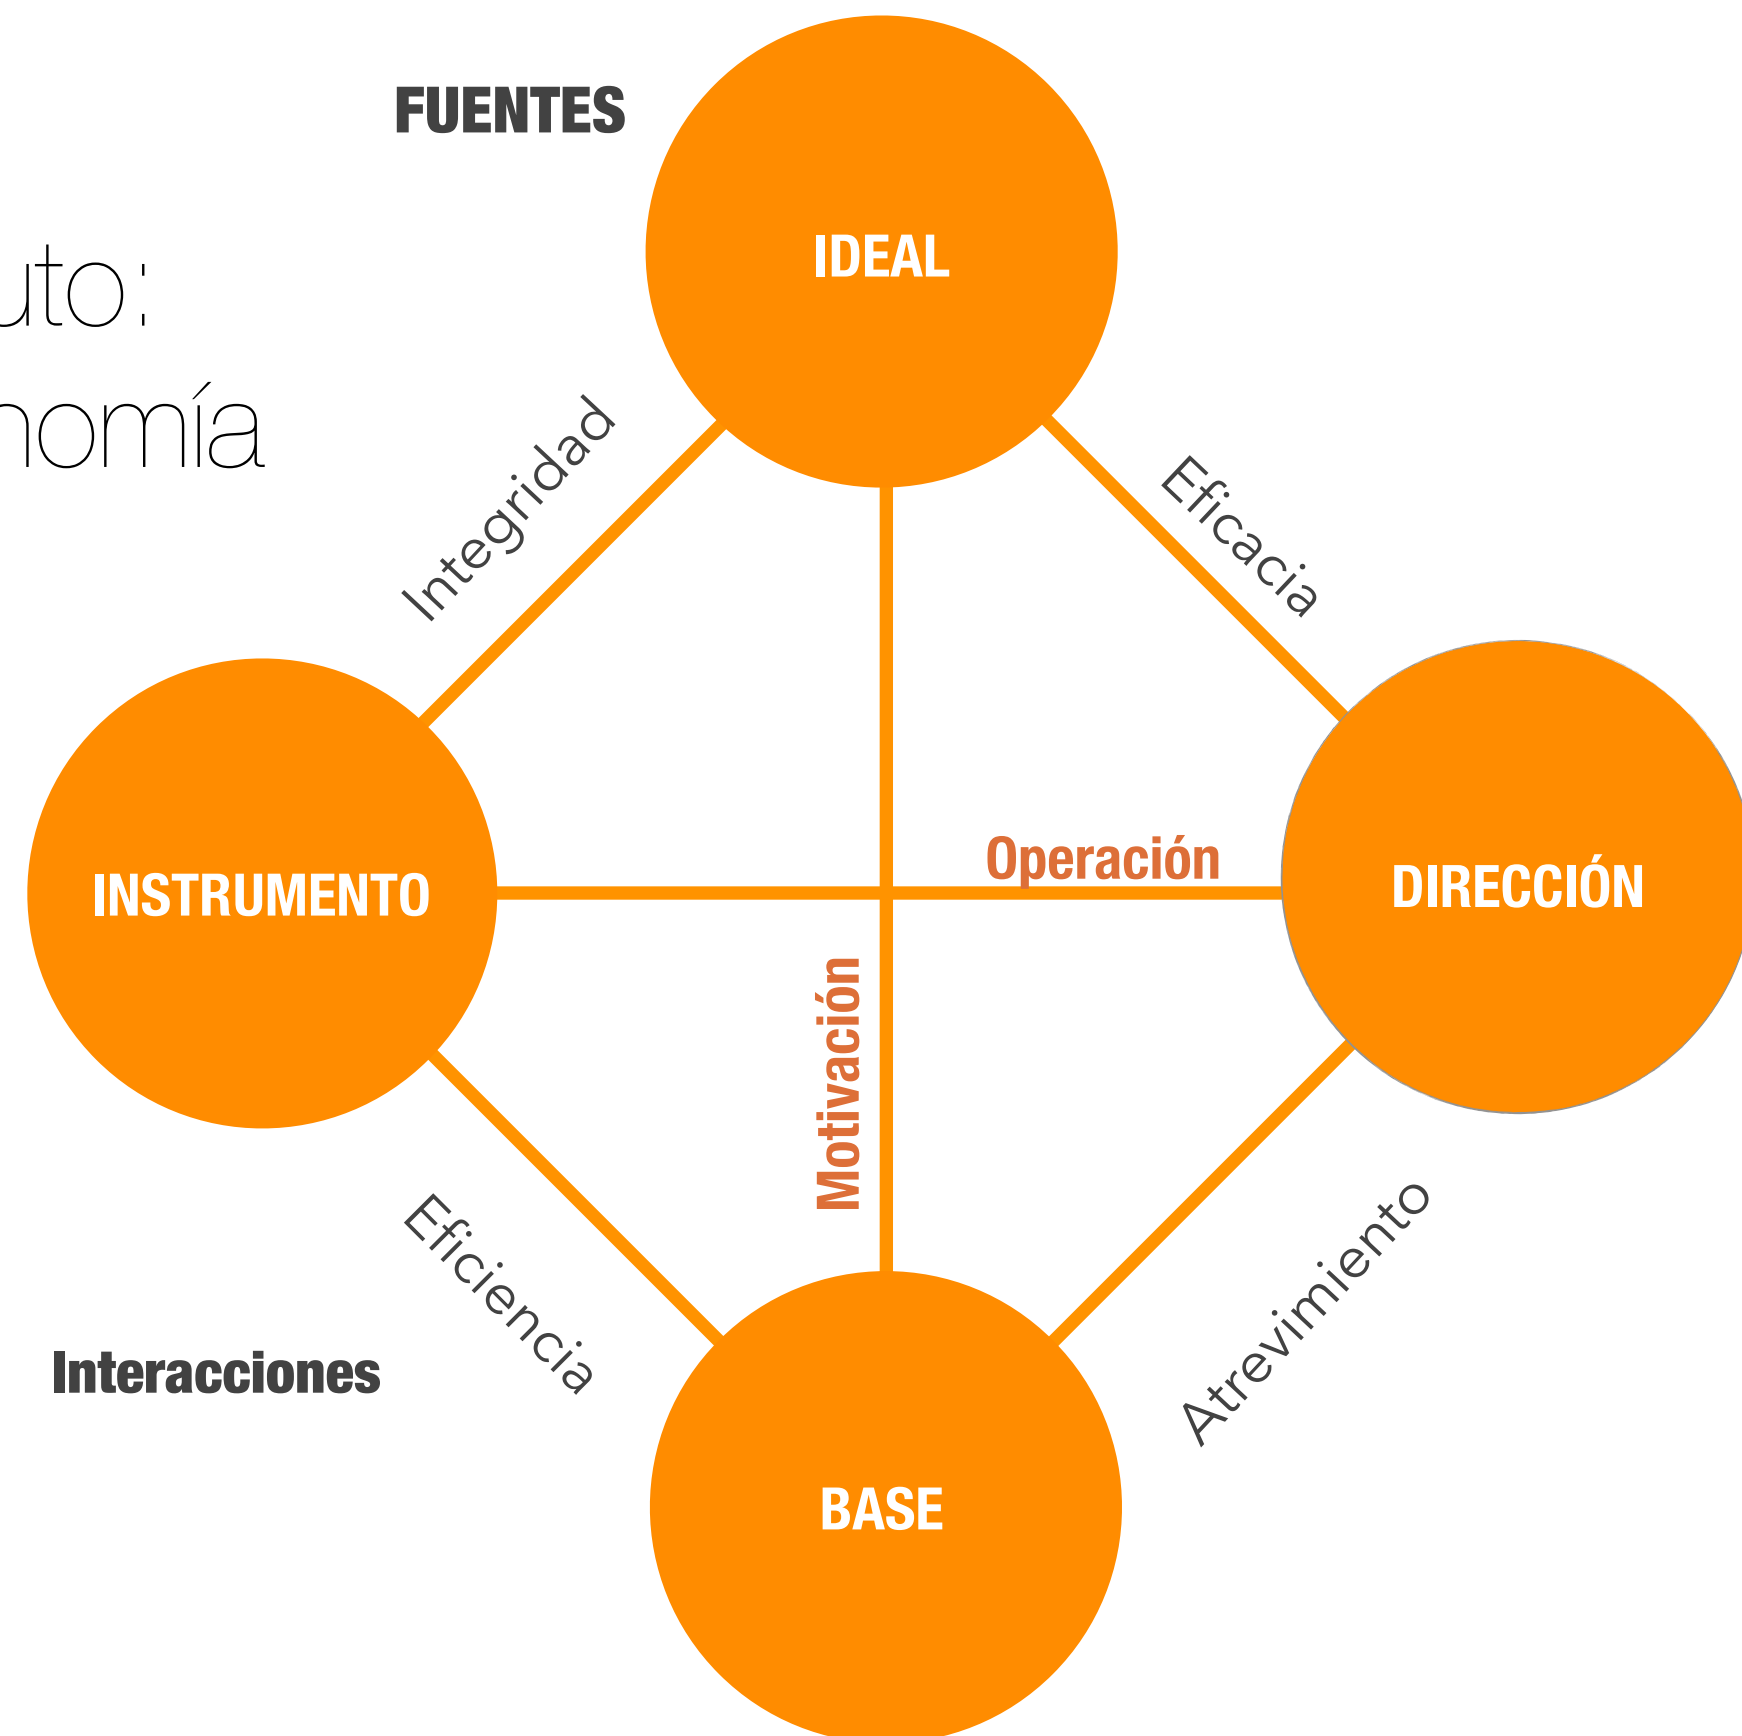 FUENTES
IDEAL
uto:
nomía
Integridad
Eficacia
Operación
INSTRUMENTO
DIRECCIÓN
Motivación
Eficiencia
Atrevimiento
Interacciones
BASE